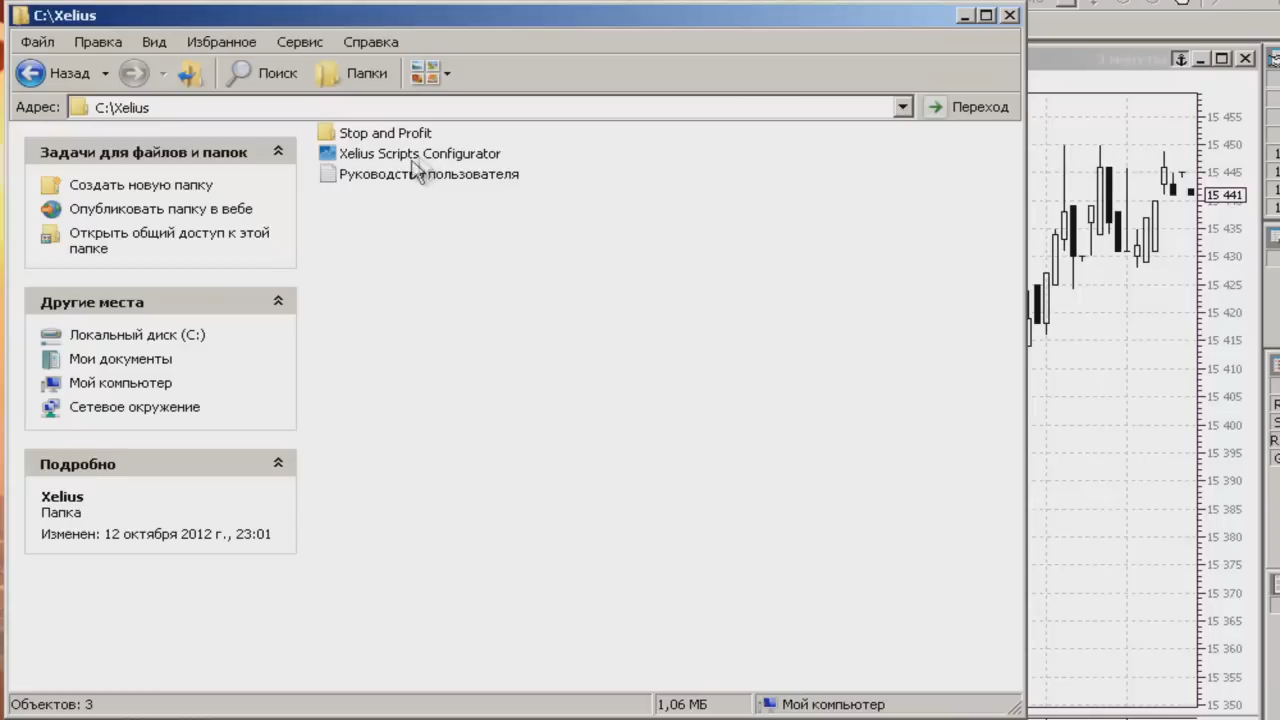 C:\Xelius
Файл Правка Вид Избранное Сервис Справка
Назад Поиск Папки
Адрес: C:\Xelius Переход
Задачи для файлов и папок
Создать новую папку
Опубликовать папку в вебе
Открыть общий доступ к этой
папке
Другие места
Локальный диск (C:)
Мои документы
Мой компьютер
Сетевое окружение
Подробно
Xelius
Папка
Изменен: 12 октября 2012 г., 23:01
Stop and Profit
Xelius Scripts Configurator
Руководство пользователя
Объектов: 3 1,06 МБ Мой компьютер
15 455
15 450
15 445
15 441
15 435
15 430
15 425
15 420
15 415
15 410
15 405
15 400
15 395
15 390
15 385
15 380
15 375
15 370
15 365
15 360
15 355
15 350